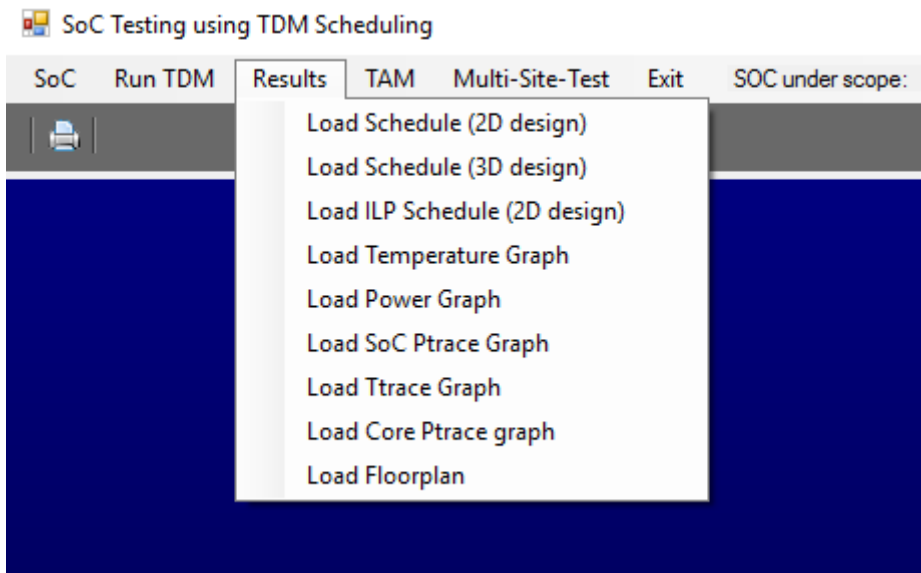 SoC Testing using TDM Scheduling
SoC Run TDM Results TAM Multi-Site-Test Exit SOC under scope:
Load Schedule (2D design)
Load Schedule (3D design)
Load ILP Schedule (2D design)
Load Temperature Graph
Load Power Graph
Load SoC Ptrace Graph
Load Ttrace Graph
Load Core Ptrace graph
Load Floorplan